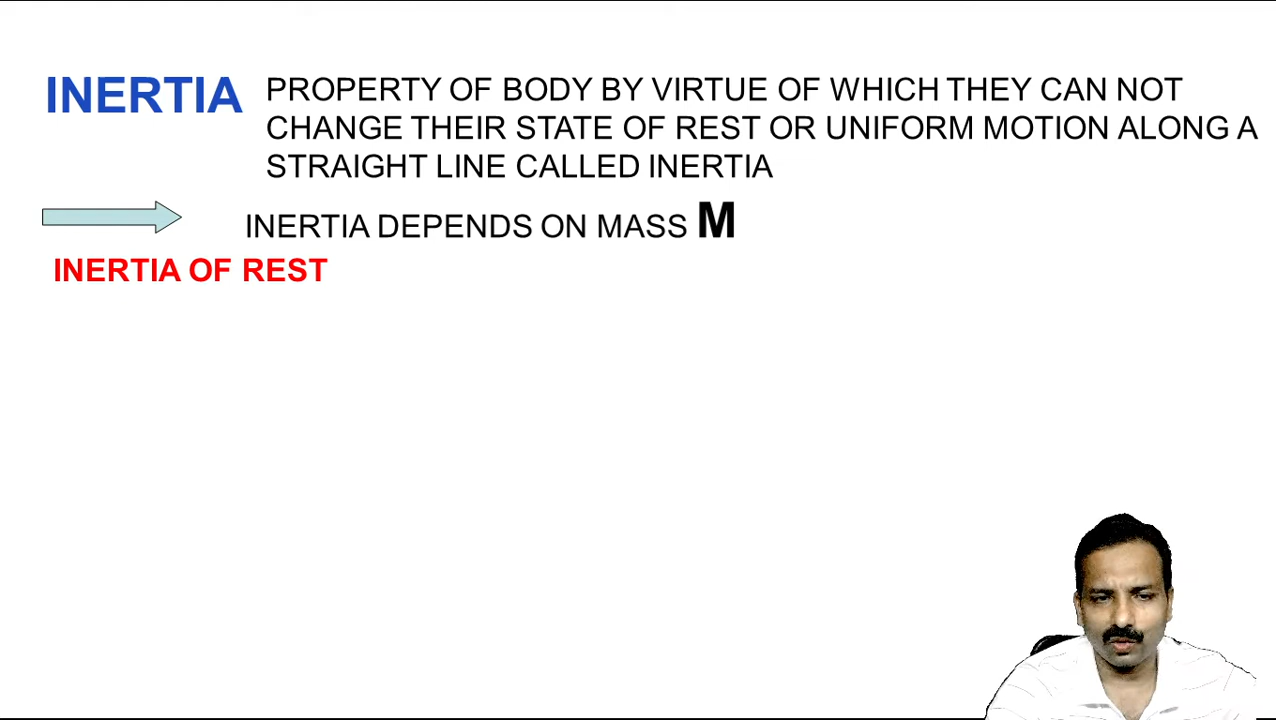 INERTIA
PROPERTY OF BODY BY VIRTUE OF WHICH THEY CAN NOT
CHANGE THEIR STATE OF REST OR UNIFORM MOTION ALONG A
STRAIGHT LINE CALLED INERTIA
INERTIA DEPENDS ON MASS M
INERTIA OF REST